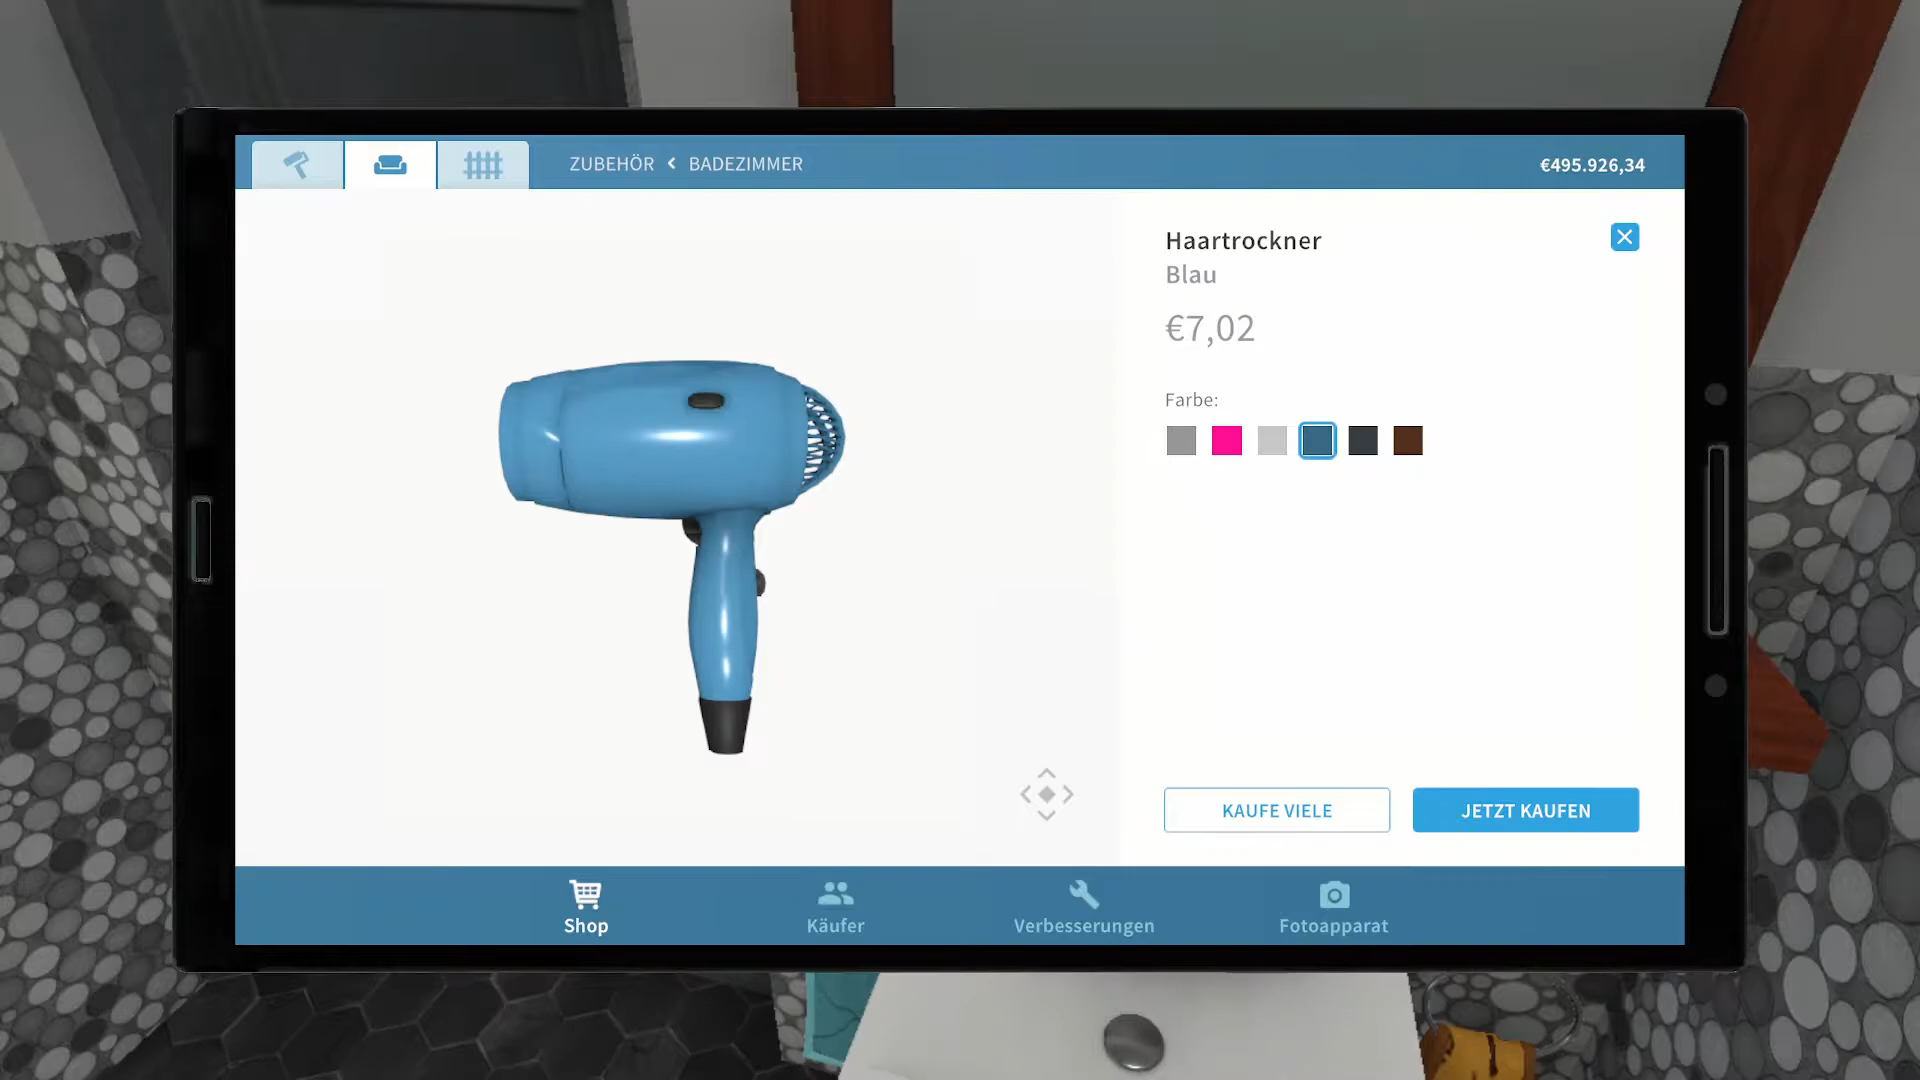 ZUBEHÖR < BADEZIMMER
€495.926,34
Haartrockner
Blau
€7,02
Farbe:
KAUFE VIELE
JETZT KAUFEN
Shop
Käufer
Verbesserungen
Fotoapparat